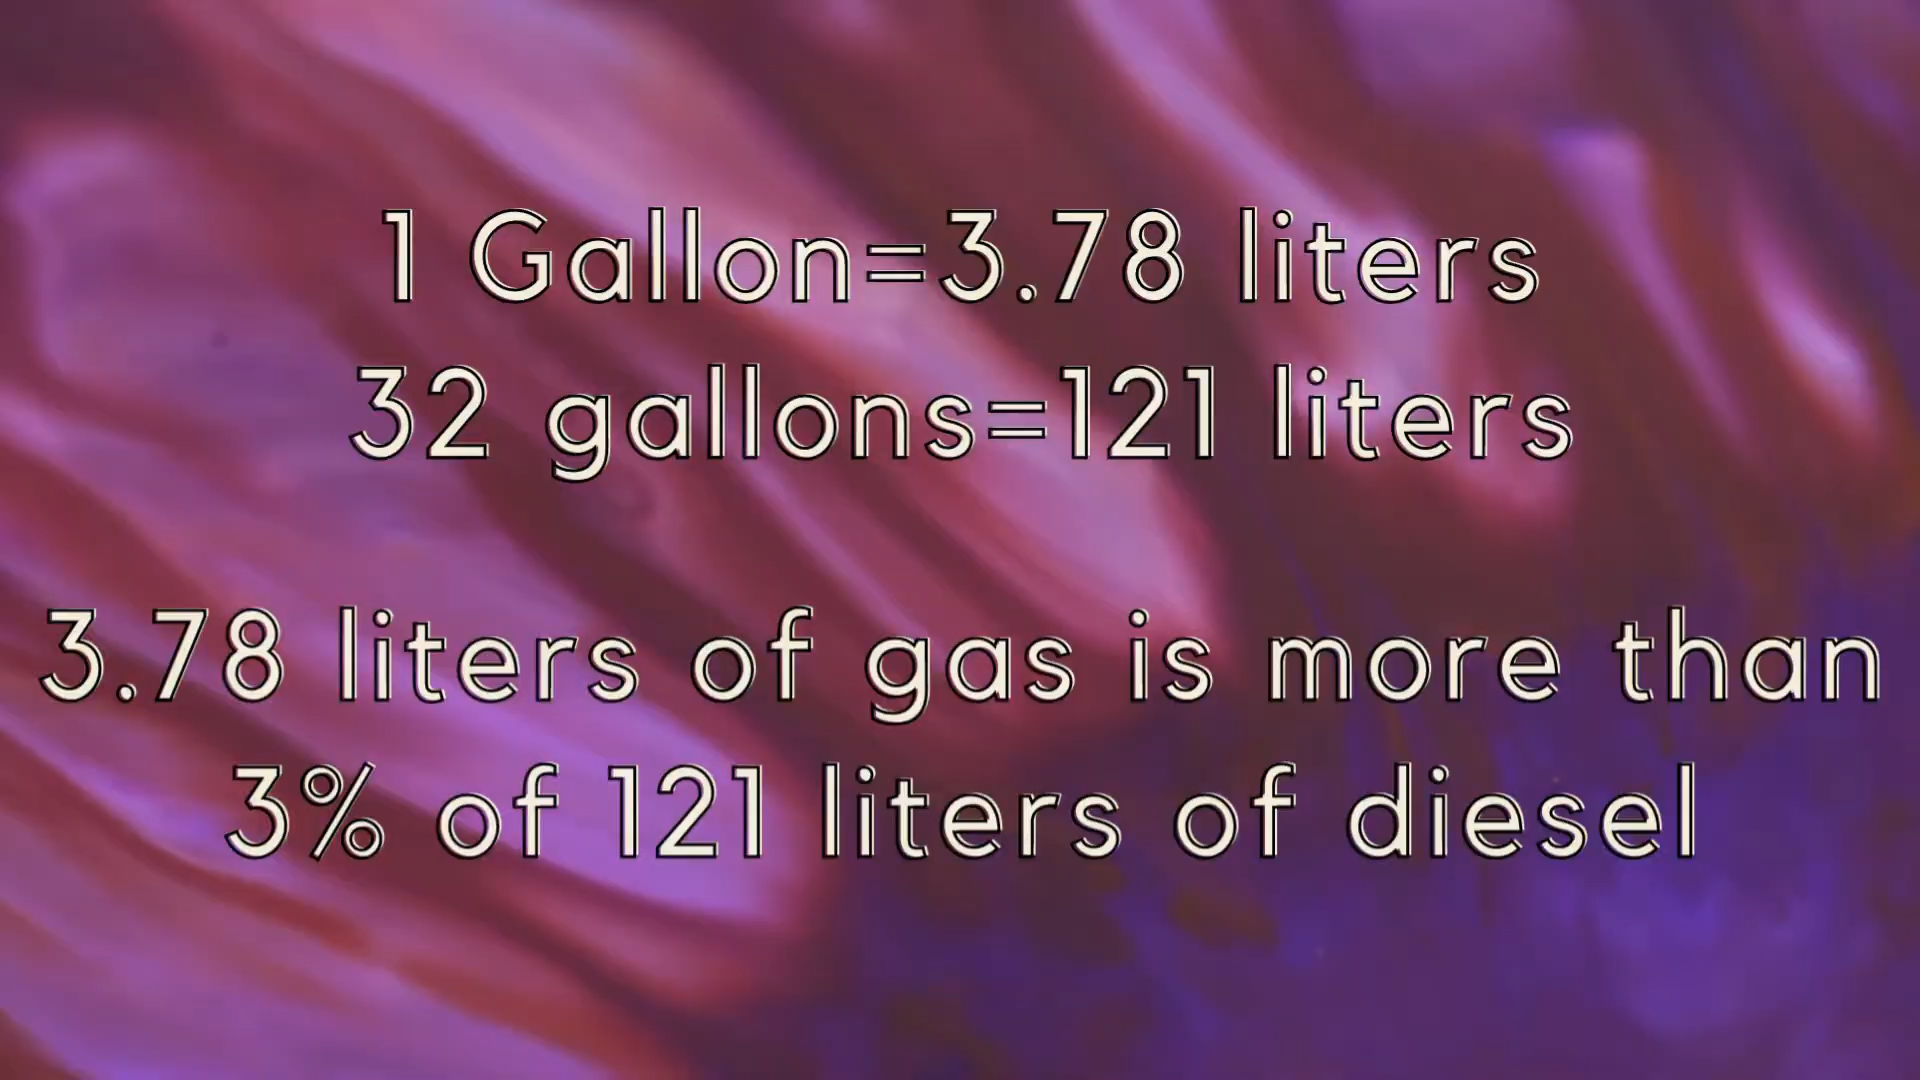 1 Gallon=3.78 liters
32 gallons=121 liters
3.78 liters of gas is more than
3% of 121 liters of diesel